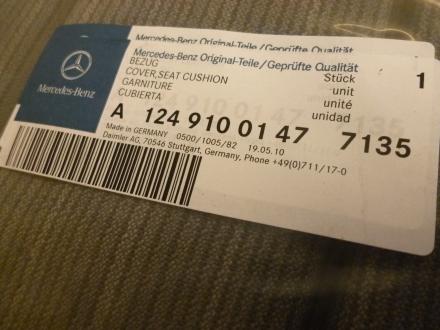 Mercedes-Benz Original-Teile/Geprüfte Qualität
Mercedes-Benz
Mercedes-Benz Original-Teile/Geprüfte Qualität
BEZUG Stück 1
COVER,SEAT CUSHION unit
GARNITURE unité
CUBIERTA unidad
A 124 910 01 47 7135
Made in GERMANY 0500/1005/82 19.05.10
Daimler AG, 70546 Stuttgart, Germany, Phone +49(0)711/17-0